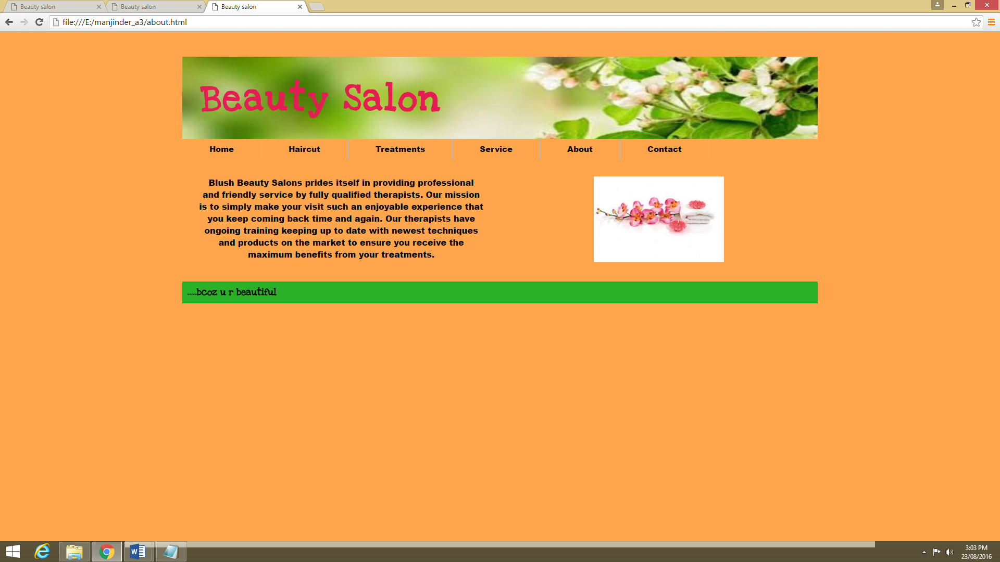 Beauty salon
Beauty salon
Beauty salon
file:///E:/manjinder_a3/about.html
Beauty Salon
Home Haircut Treatments Service About Contact
Blush Beauty Salons prides itself in providing professional
and friendly service by fully qualified therapists. Our mission
is to simply make your visit such an enjoyable experience that
you keep coming back time and again. Our therapists have
ongoing training keeping up to date with newest techniques
and products on the market to ensure you receive the
maximum benefits from your treatments.
.....bcoz u r beautiful
3:03 PM
23/08/2016